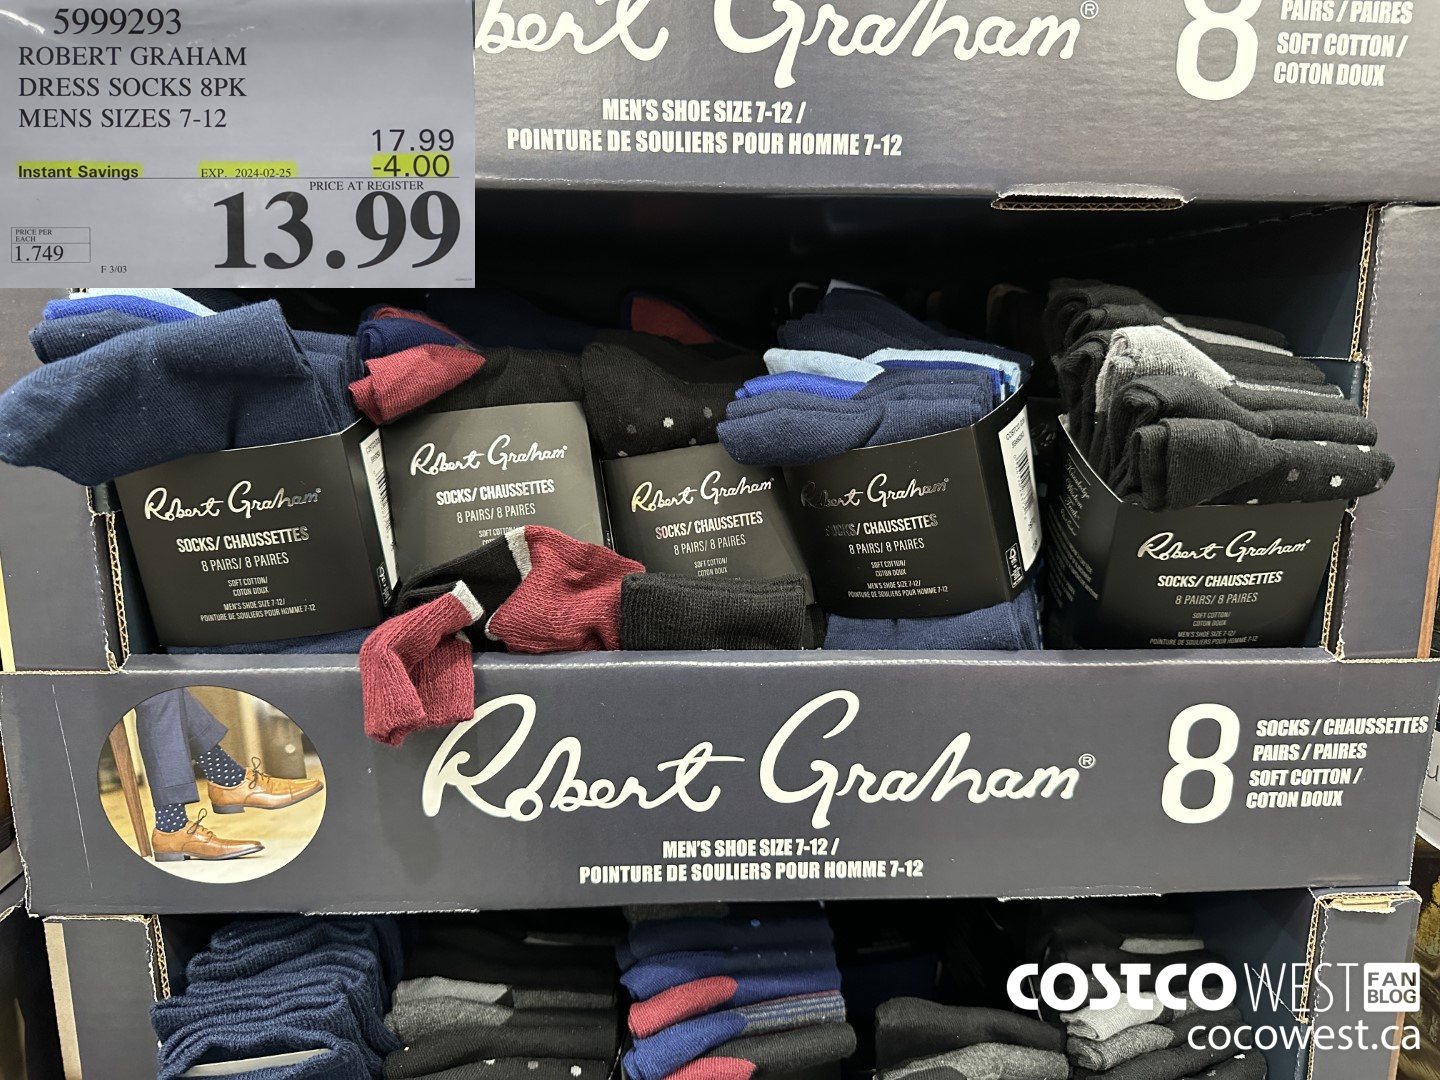 5999293
ROBERT GRAHAM
DRESS SOCKS 8PK
MENS SIZES 7-12
17.99
Instant Savings EXP. 2024-02-25 -4.00
PRICE AT REGISTER
13.99
PRICE PER
EACH
1.749
F 3/03
bert Graham®
8
PAIRS / PAIRES
SOFT COTTON /
COTON DOUX
MEN'S SHOE SIZE 7-12 /
POINTURE DE SOULIERS POUR HOMME 7-12
Robert Graham®
SOCKS/ CHAUSSETTES
8 PAIRS/ 8 PAIRES
SOFT COTTON/
COTON DOUX
MEN'S SHOE SIZE 7-12/
POINTURE DE SOULIERS POUR HOMME 7-12
Robert Graham®
SOCKS/ CHAUSSETTES
8 PAIRS/ 8 PAIRES
SOFT COTTON/
Robert Graham®
SOCKS/ CHAUSSETTES
8 PAIRS/ 8 PAIRES
SOFT COTTON/
COTON DOUX
Robert Graham®
SOCKS/ CHAUSSETTES
8 PAIRS/ 8 PAIRES
SOFT COTTON/
COTON DOUX
MEN'S SHOE SIZE 7-12/
POINTURE DE SOULIERS POUR HOMME 7-12
Robert Graham®
SOCKS/ CHAUSSETTES
8 PAIRS/ 8 PAIRES
SOFT COTTON/
COTON DOUX
MEN'S SHOE SIZE 7-12/
POINTURE DE SOULIERS POUR HOMME 7-12
Robert Graham®
MEN'S SHOE SIZE 7-12 /
POINTURE DE SOULIERS POUR HOMME 7-12
8
SOCKS / CHAUSSETTES
PAIRS / PAIRES
SOFT COTTON /
COTON DOUX
COSTCO WEST FAN BLOG
cocowest.ca